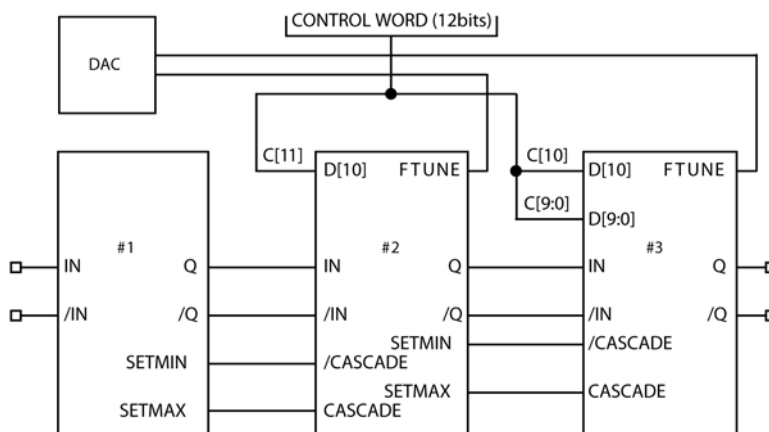 CONTROL WORD (12bits)
DAC
C[11]
D[10]
FTUNE
C[10]
D[10]
FTUNE
C[9:0]
D[9:0]
#1
#2
#3
IN
Q
IN
Q
IN
Q
/IN
/Q
/IN
/Q
/IN
/Q
SETMIN
/CASCADE
SETMIN
/CASCADE
SETMAX
CASCADE
SETMAX
CASCADE